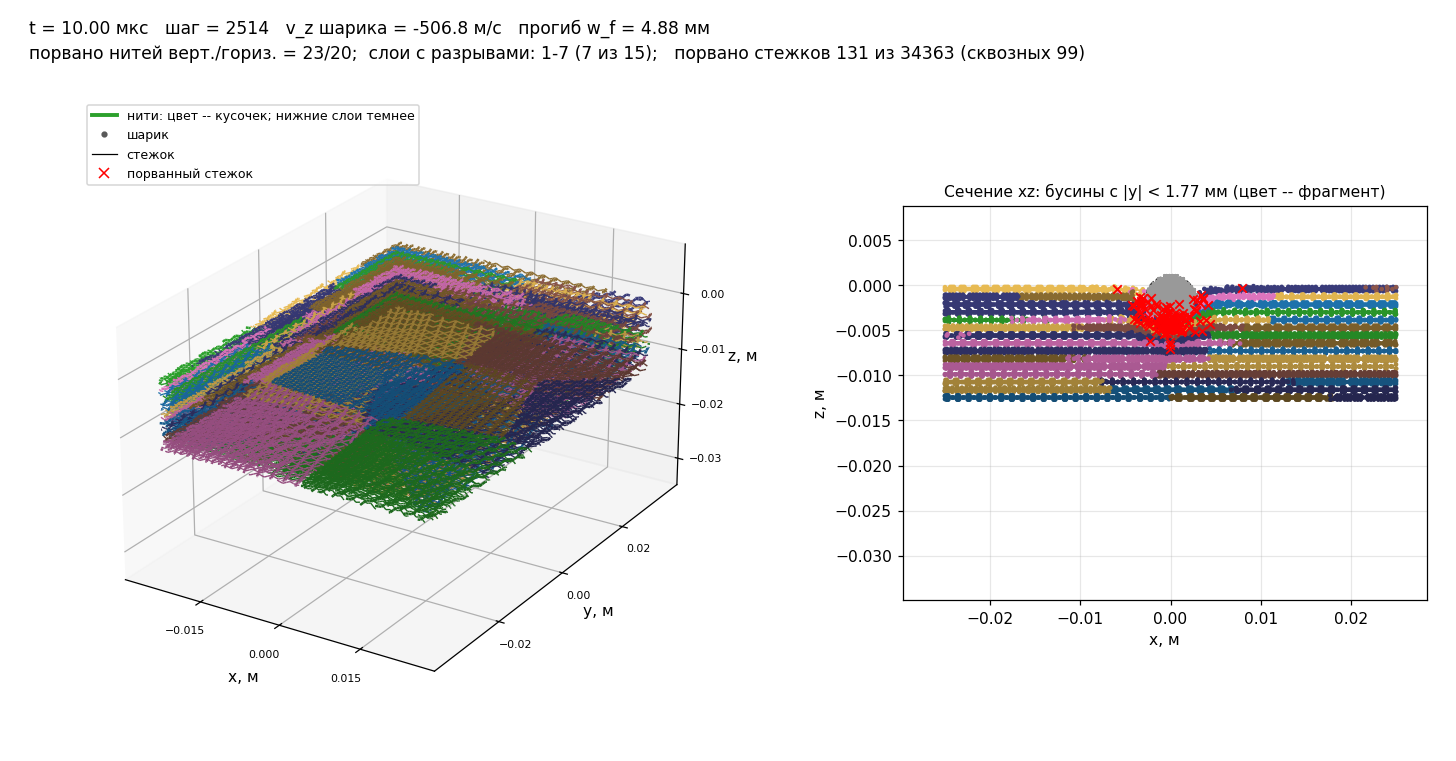 t = 10.00 мкс   шаг = 2514   v_z шарика = -506.8 м/с   прогиб w_f = 4.88 мм
порвано нитей верт./гориз. = 23/20;  слои с разрывами: 1-7 (7 из 15);   порвано стежков 131 из 34363 (сквозных 99)
нити: цвет -- кусочек; нижние слои темнее
шарик
стежок
порванный стежок
0.00
−0.01
−0.02
−0.03
z, м
0.02
0.00
−0.02
y, м
−0.015
0.000
0.015
x, м
Сечение xz: бусины с |y| < 1.77 мм (цвет -- фрагмент)
0.005
0.000
−0.005
−0.010
−0.015
−0.020
−0.025
−0.030
z, м
−0.02 −0.01 0.00 0.01 0.02
x, м